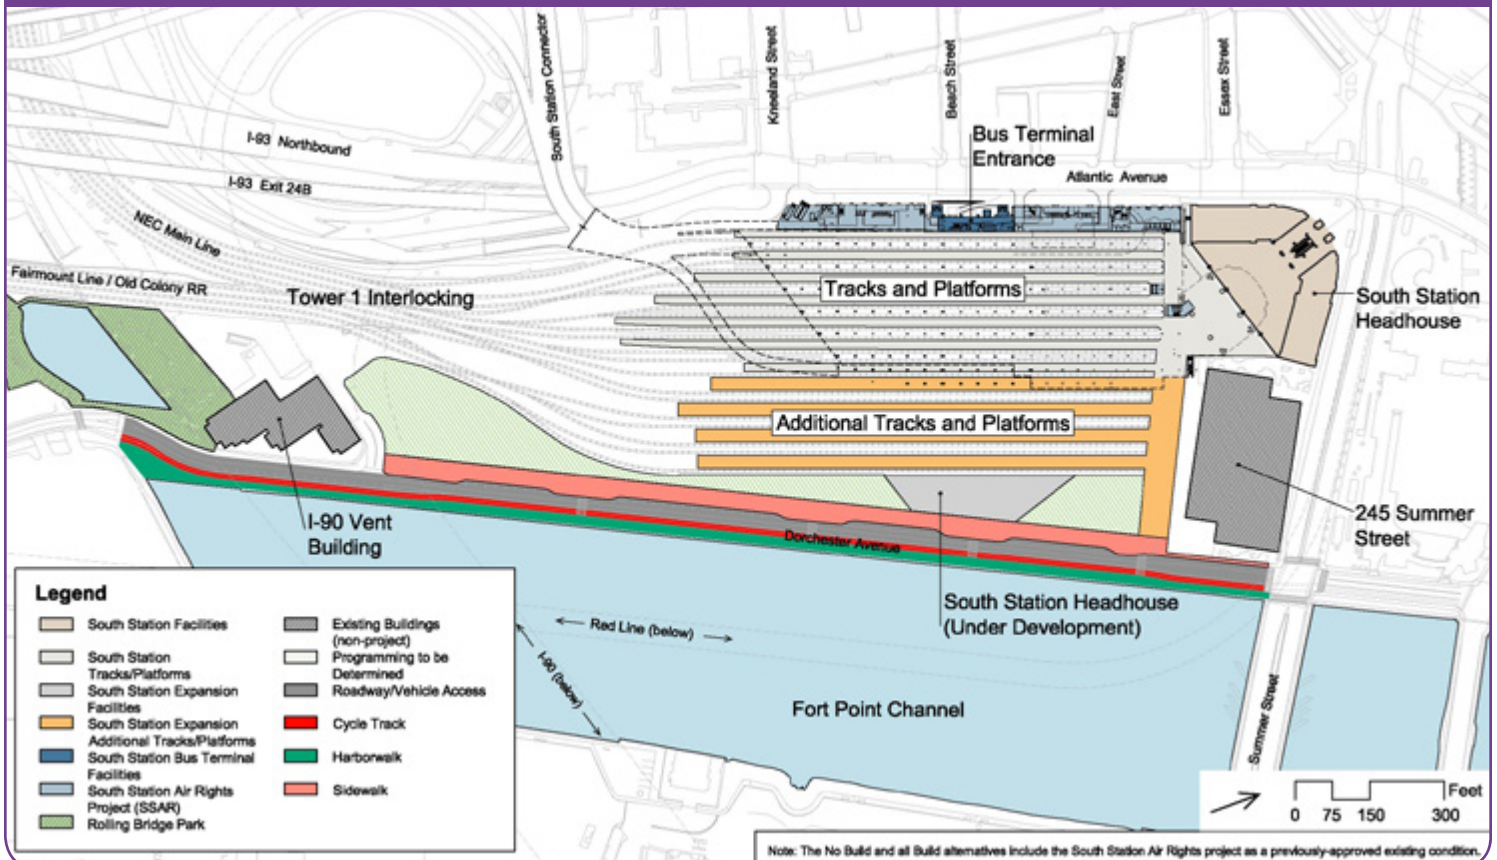 South Station Connector
Kneeland Street
Beach Street
East Street
Essex Street
I-93 Northbound
Bus Terminal
Entrance
Atlantic Avenue
I-93 Exit 24B
NEC Main Line
Fairmount Line / Old Colony RR
Tower 1 Interlocking
Tracks and Platforms
South Station
Headhouse
Additional Tracks and Platforms
I-90 Vent
Building
245 Summer
Street
Dorchester Avenue
South Station Headhouse
(Under Development)
Red Line (below)
I-90 (below)
Fort Point Channel
Summer Street
Legend
South Station Facilities
South Station
Tracks/Platforms
South Station Expansion
Facilities
South Station Expansion
Additional Tracks/Platforms
South Station Bus Terminal
Facilities
South Station Air Rights
Project (SSAR)
Rolling Bridge Park
Existing Buildings
(non-project)
Programming to be
Determined
Roadway/Vehicle Access
Cycle Track
Harborwalk
Sidewalk
Feet
0 75 150 300
Note: The No Build and all Build alternatives include the South Station Air Rights project as a previously-approved existing condition.